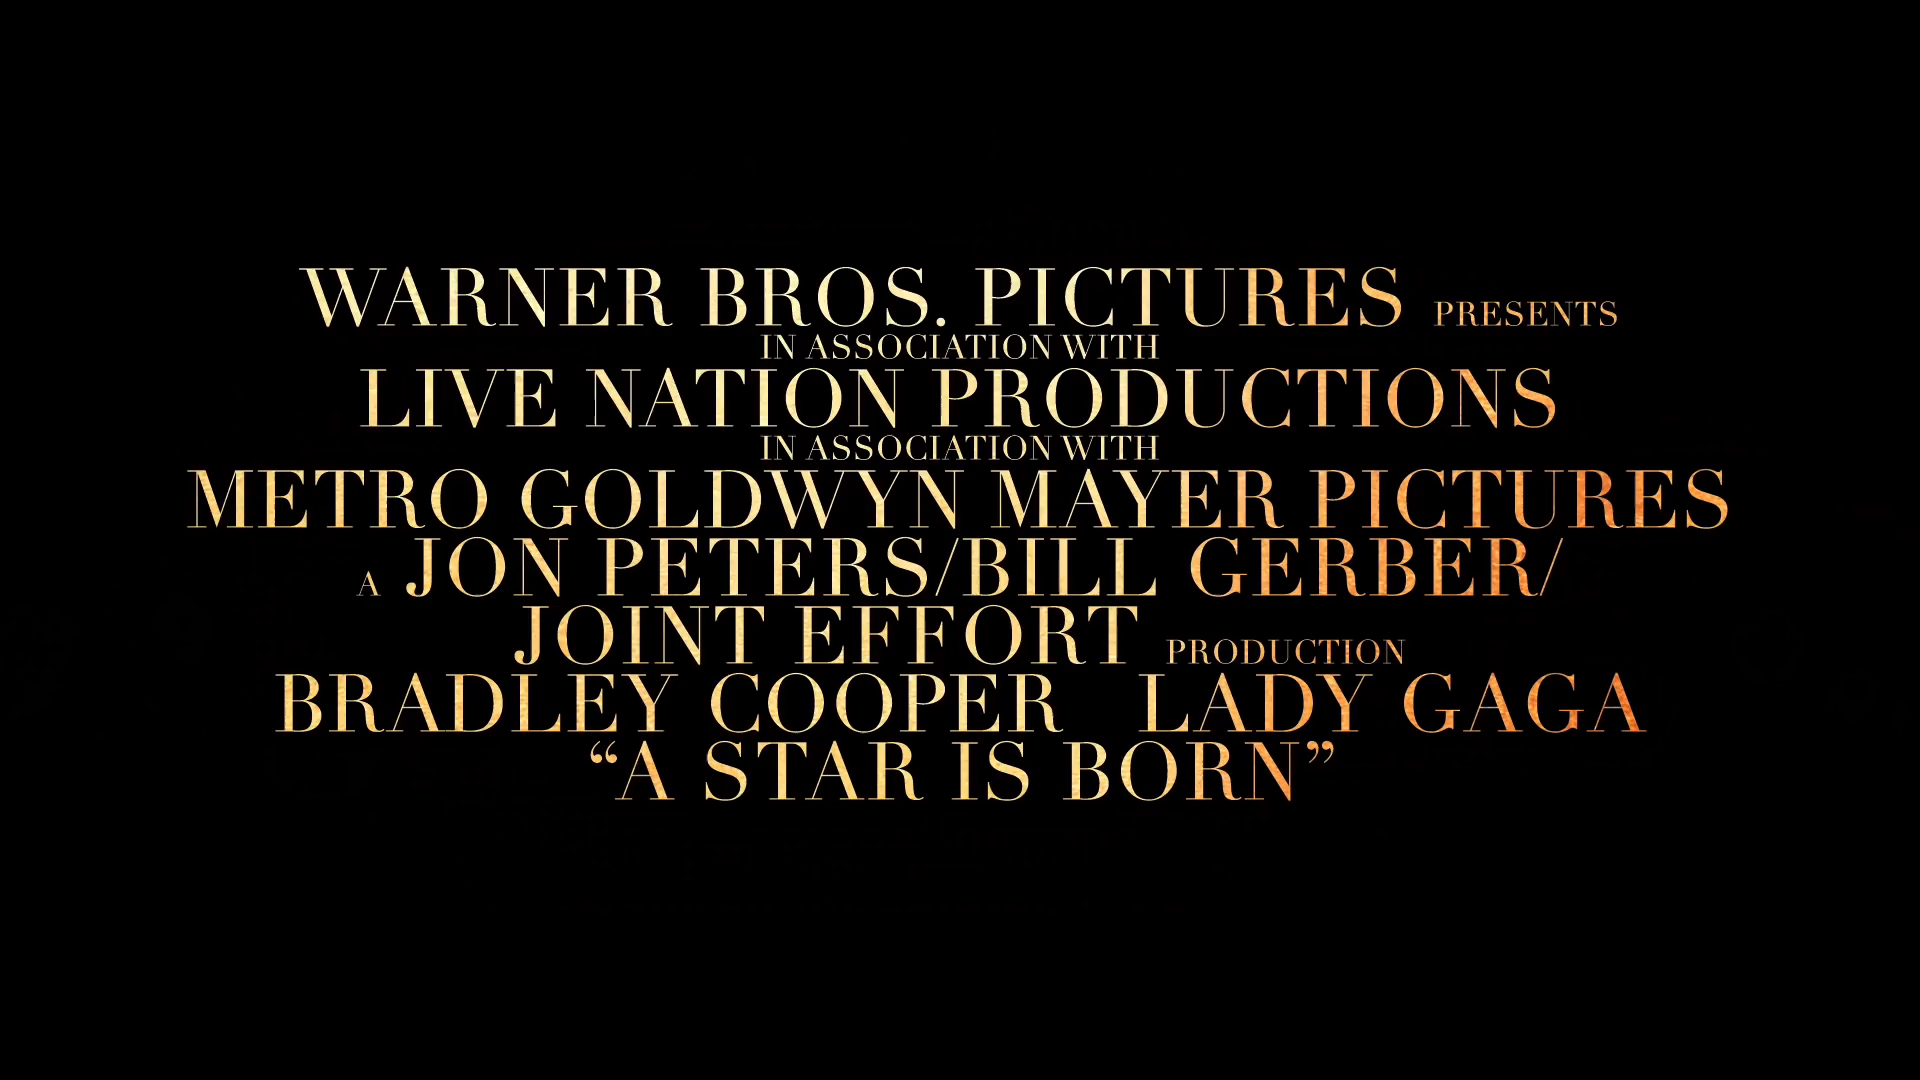 WARNER BROS. PICTURES PRESENTS
IN ASSOCIATION WITH
LIVE NATION PRODUCTIONS
IN ASSOCIATION WITH
METRO GOLDWYN MAYER PICTURES
A JON PETERS/BILL GERBER/
JOINT EFFORT PRODUCTION
BRADLEY COOPER LADY GAGA
“A STAR IS BORN”